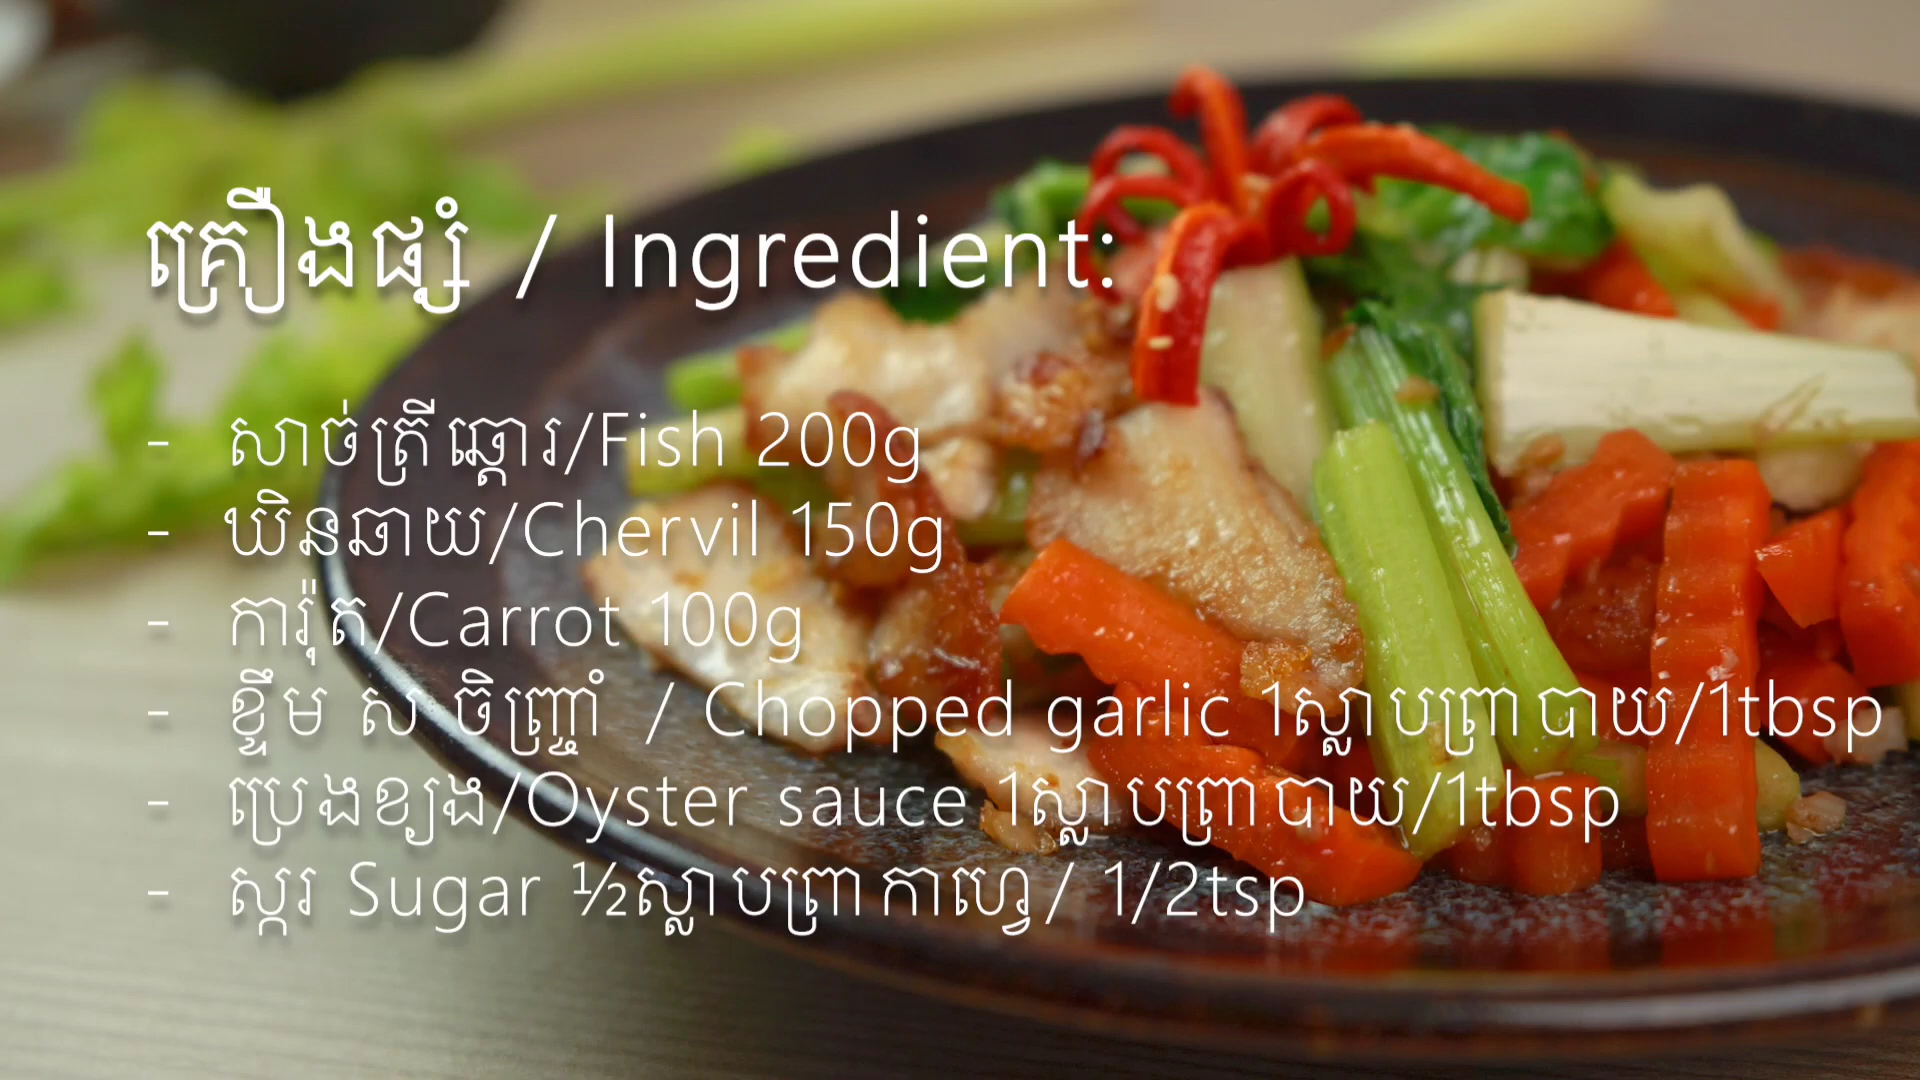 គ្រឿងផ្សំ / Ingredient:
- សាច់ត្រីឆ្ដោរ/Fish 200g
- ឃិនឆាយ/Chervil 150g
- ការ៉ុត/Carrot 100g
- ខ្ទឹម ស ចិញ្ច្រាំ / Chopped garlic 1ស្លាបព្រាបាយ/1tbsp
- ប្រេងខ្យង/Oyster sauce 1ស្លាបព្រាបាយ/1tbsp
- ស្ករ Sugar ½ស្លាបព្រាកាហ្វេ/ 1/2tsp